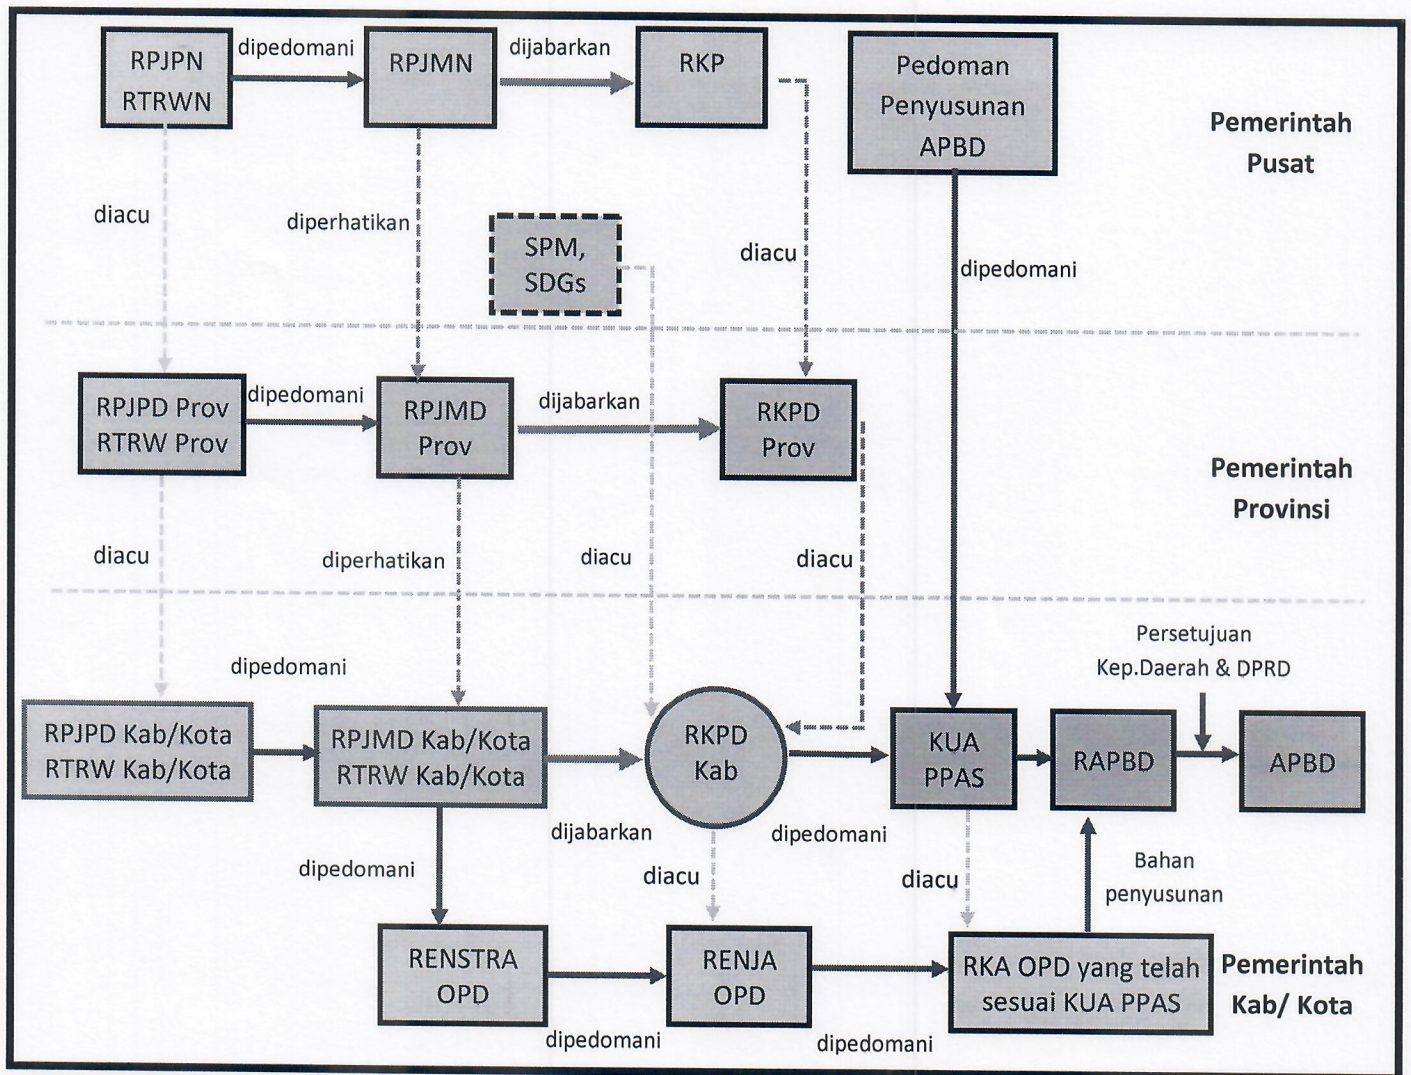 RPJPN
RTRWN
dipedomani
RPJMN
dijabarkan
RKP
Pedoman
Penyusunan
APBD
Pemerintah
Pusat
diacu
diperhatikan
SPM,
SDGs
diacu
dipedomani
RPJPD Prov
RTRW Prov
dipedomani
RPJMD
Prov
dijabarkan
RKPD
Prov
Pemerintah
Provinsi
diacu
diperhatikan
diacu
diacu
Persetujuan
Kep.Daerah & DPRD
dipedomani
RPJPD Kab/Kota
RTRW Kab/Kota
RPJMD Kab/Kota
RTRW Kab/Kota
RKPD
Kab
KUA
PPAS
RAPBD
APBD
dipedomani
dijabarkan
diacu
dipedomani
diacu
Bahan
penyusunan
RENSTRA
OPD
RENJA
OPD
RKA OPD yang telah
sesuai KUA PPAS
Pemerintah
Kab/ Kota
dipedomani
dipedomani